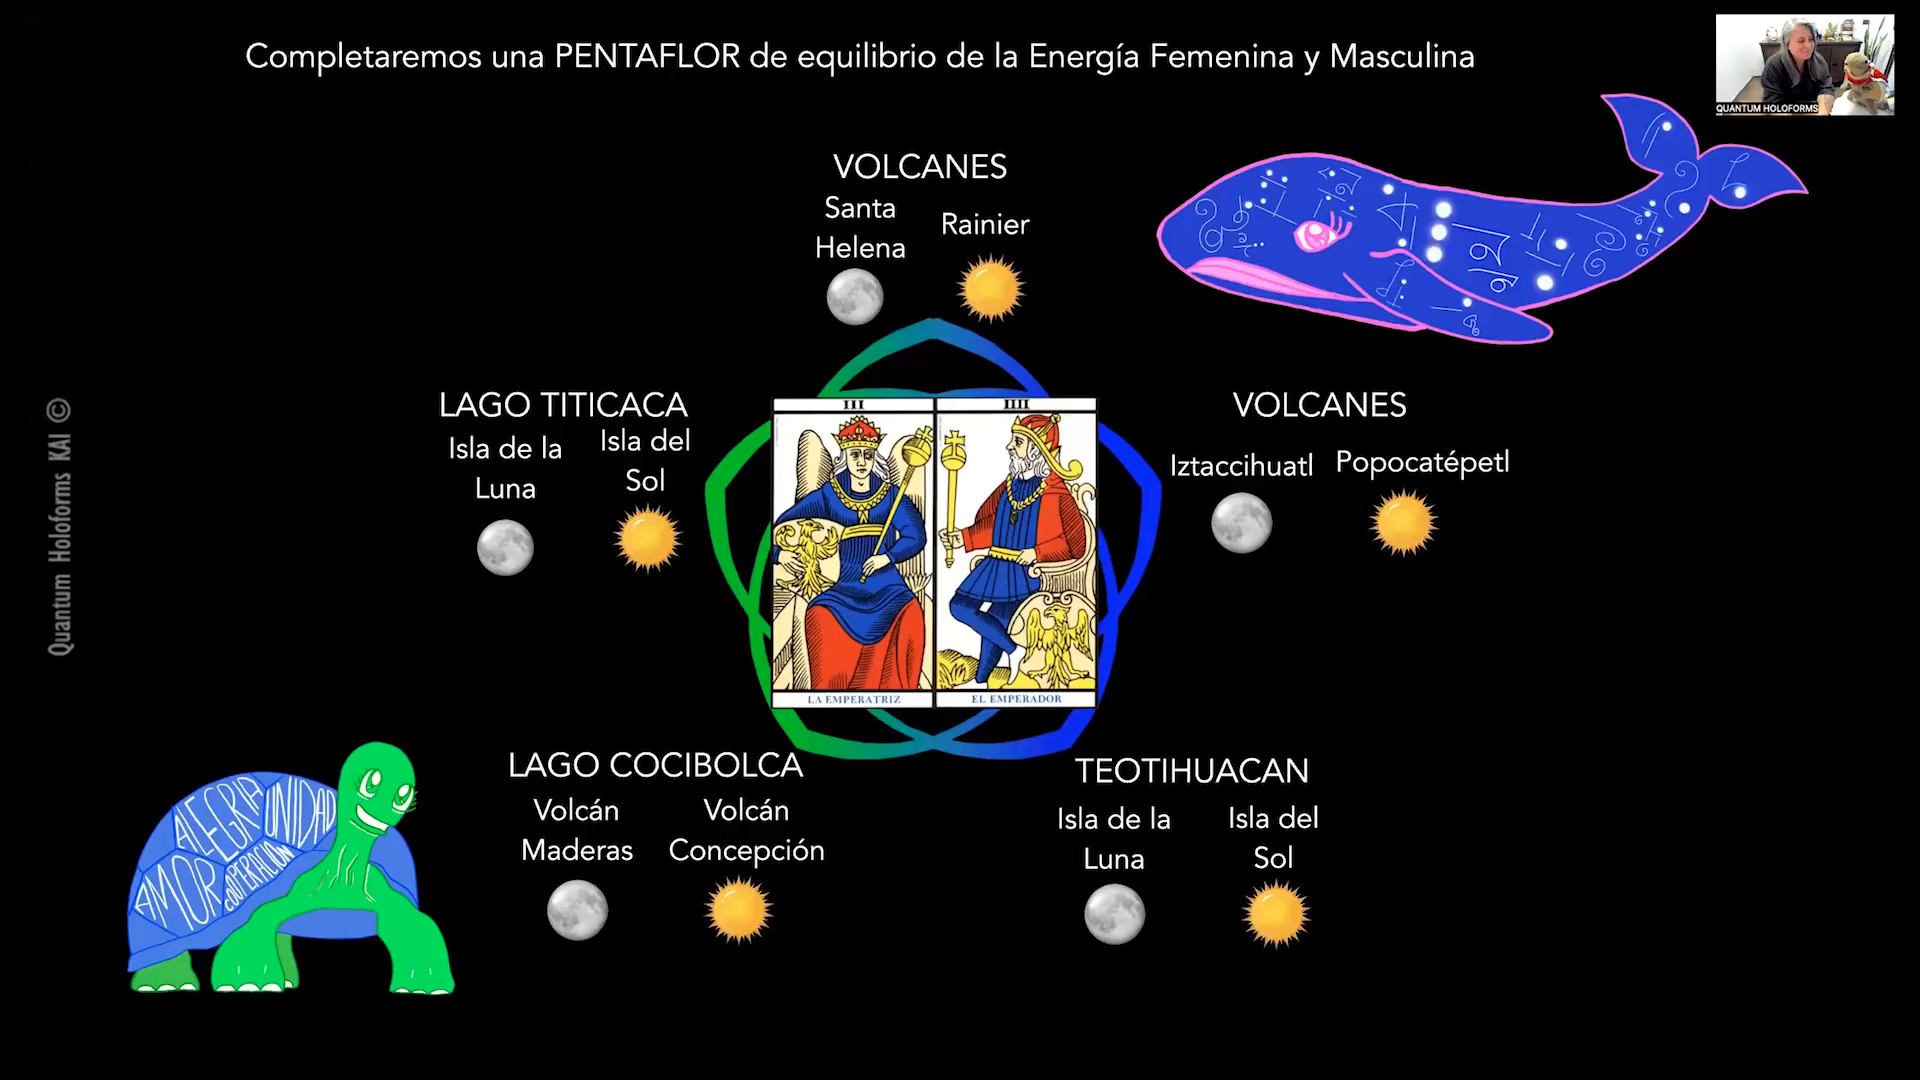 Completaremos una PENTAFLOR de equilibrio de la Energía Femenina y Masculina
QUANTUM HOLOFORMS
VOLCANES
Santa
Helena
Rainier
LAGO TITICACA
Isla de la
Luna
Isla del
Sol
VOLCANES
Iztaccihuatl
Popocatépetl
III
IIII
LA EMPERATRIZ
EL EMPERADOR
Quantum Holoforms KAI ©
LAGO COCIBOLCA
Volcán
Maderas
Volcán
Concepción
TEOTIHUACAN
Isla de la
Luna
Isla del
Sol
ALEGRIA
UNIDAD
AMOR
COOPERACIÓN